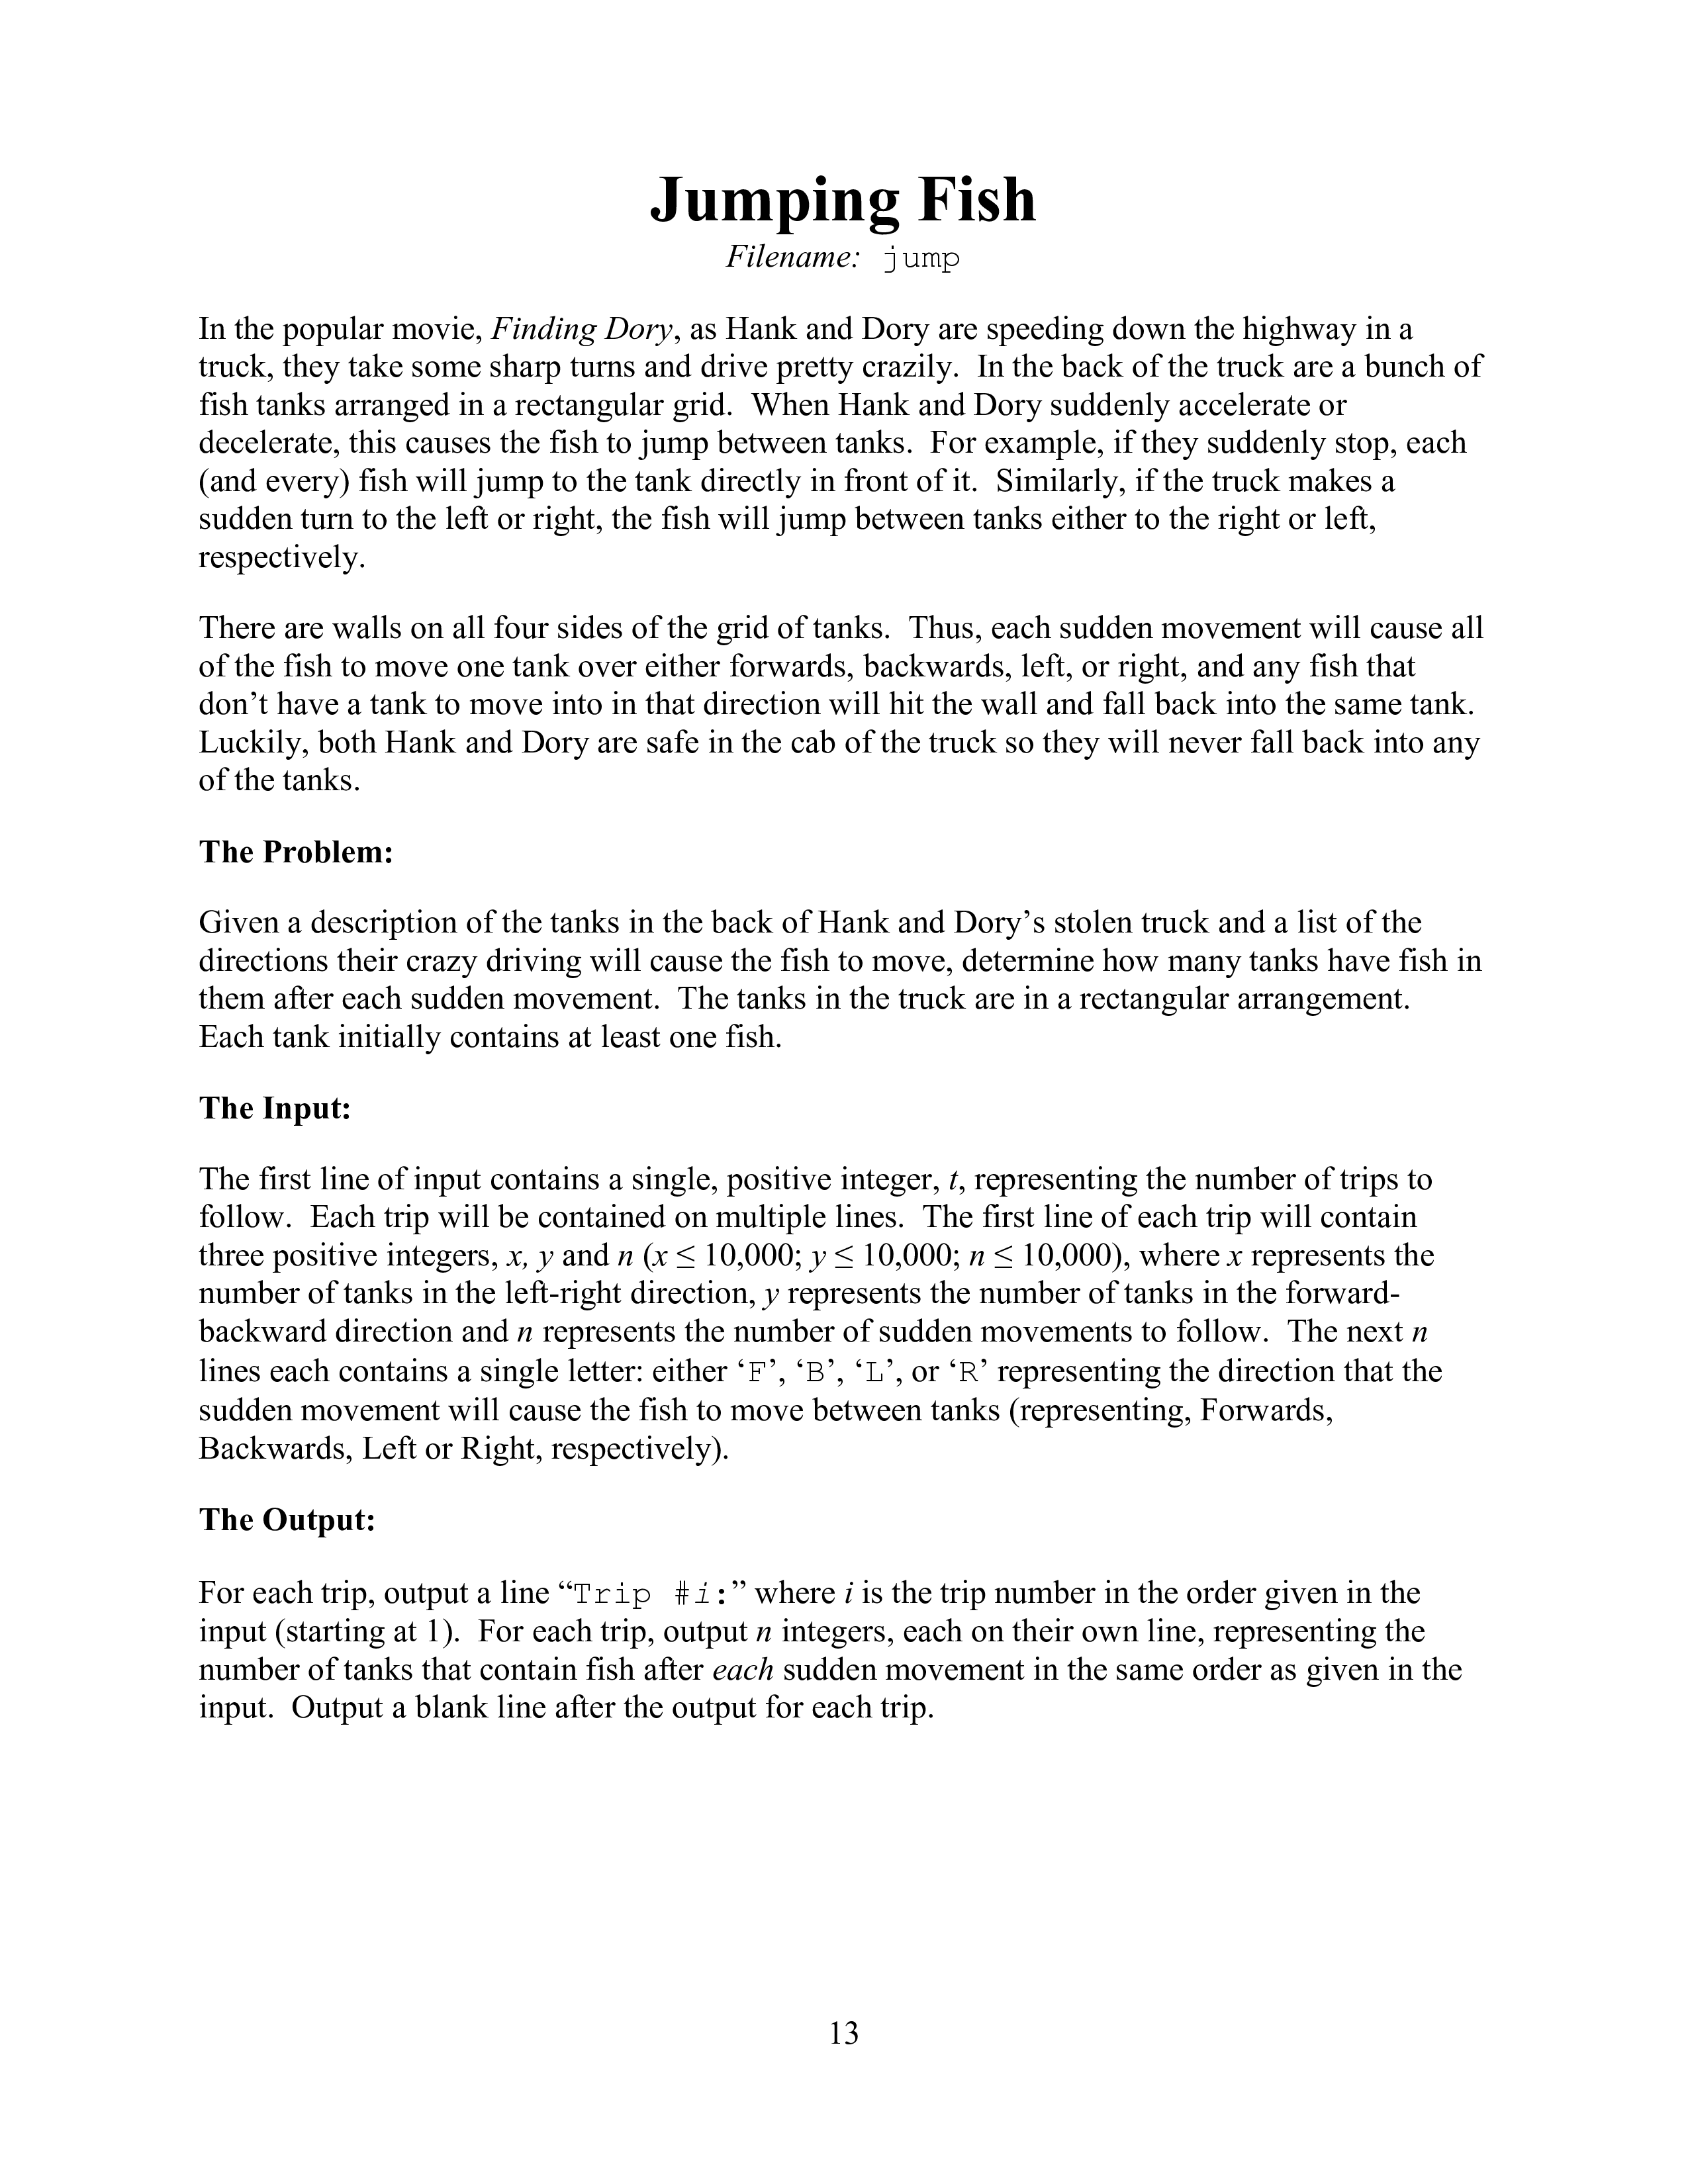 Jumping Fish
Filename: jump
In the popular movie, Finding Dory, as Hank and Dory are speeding down the highway in a
truck, they take some sharp turns and drive pretty crazily. In the back of the truck are a bunch of
fish tanks arranged in a rectangular grid. When Hank and Dory suddenly accelerate or
decelerate, this causes the fish to jump between tanks. For example, if they suddenly stop, each
(and every) fish will jump to the tank directly in front of it. Similarly, if the truck makes a
sudden turn to the left or right, the fish will jump between tanks either to the right or left,
respectively.
There are walls on all four sides of the grid of tanks. Thus, each sudden movement will cause all
of the fish to move one tank over either forwards, backwards, left, or right, and any fish that
don’t have a tank to move into in that direction will hit the wall and fall back into the same tank.
Luckily, both Hank and Dory are safe in the cab of the truck so they will never fall back into any
of the tanks.
The Problem:
Given a description of the tanks in the back of Hank and Dory’s stolen truck and a list of the
directions their crazy driving will cause the fish to move, determine how many tanks have fish in
them after each sudden movement. The tanks in the truck are in a rectangular arrangement.
Each tank initially contains at least one fish.
The Input:
The first line of input contains a single, positive integer, t, representing the number of trips to
follow. Each trip will be contained on multiple lines. The first line of each trip will contain
three positive integers, x, y and n (x ≤ 10,000; y ≤ 10,000; n ≤ 10,000), where x represents the
number of tanks in the left-right direction, y represents the number of tanks in the forward-
backward direction and n represents the number of sudden movements to follow. The next n
lines each contains a single letter: either ‘F’, ‘B’, ‘L’, or ‘R’ representing the direction that the
sudden movement will cause the fish to move between tanks (representing, Forwards,
Backwards, Left or Right, respectively).
The Output:
For each trip, output a line “Trip #i:” where i is the trip number in the order given in the
input (starting at 1). For each trip, output n integers, each on their own line, representing the
number of tanks that contain fish after each sudden movement in the same order as given in the
input. Output a blank line after the output for each trip.
13